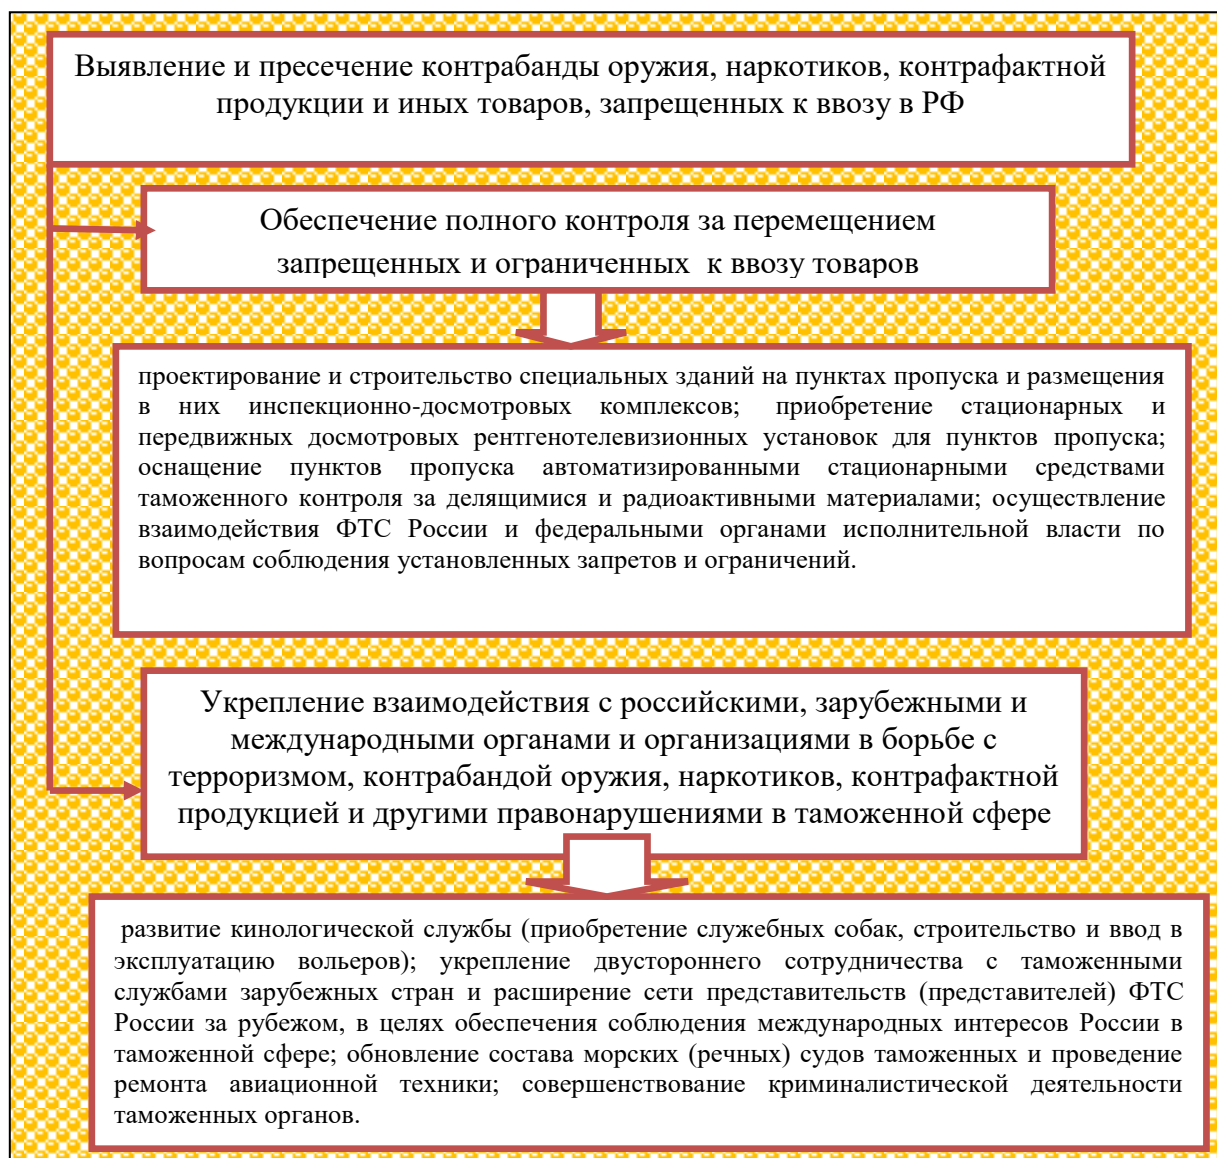 Выявление и пресечение контрабанды оружия, наркотиков, контрафактной
продукции и иных товаров, запрещенных к ввозу в РФ
Обеспечение полного контроля за перемещением
запрещенных и ограниченных к ввозу товаров
проектирование и строительство специальных зданий на пунктах пропуска и размещения
в них инспекционно-досмотровых комплексов; приобретение стационарных и
передвижных досмотровых рентгенотелевизионных установок для пунктов пропуска;
оснащение пунктов пропуска автоматизированными стационарными средствами
таможенного контроля за делящимися и радиоактивными материалами; осуществление
взаимодействия ФТС России и федеральными органами исполнительной власти по
вопросам соблюдения установленных запретов и ограничений.
Укрепление взаимодействия с российскими, зарубежными и
международными органами и организациями в борьбе с
терроризмом, контрабандой оружия, наркотиков, контрафактной
продукцией и другими правонарушениями в таможенной сфере
развитие кинологической службы (приобретение служебных собак, строительство и ввод в
эксплуатацию вольеров); укрепление двустороннего сотрудничества с таможенными
службами зарубежных стран и расширение сети представительств (представителей) ФТС
России за рубежом, в целях обеспечения соблюдения международных интересов России в
таможенной сфере; обновление состава морских (речных) судов таможенных и проведение
ремонта авиационной техники; совершенствование криминалистической деятельности
таможенных органов.